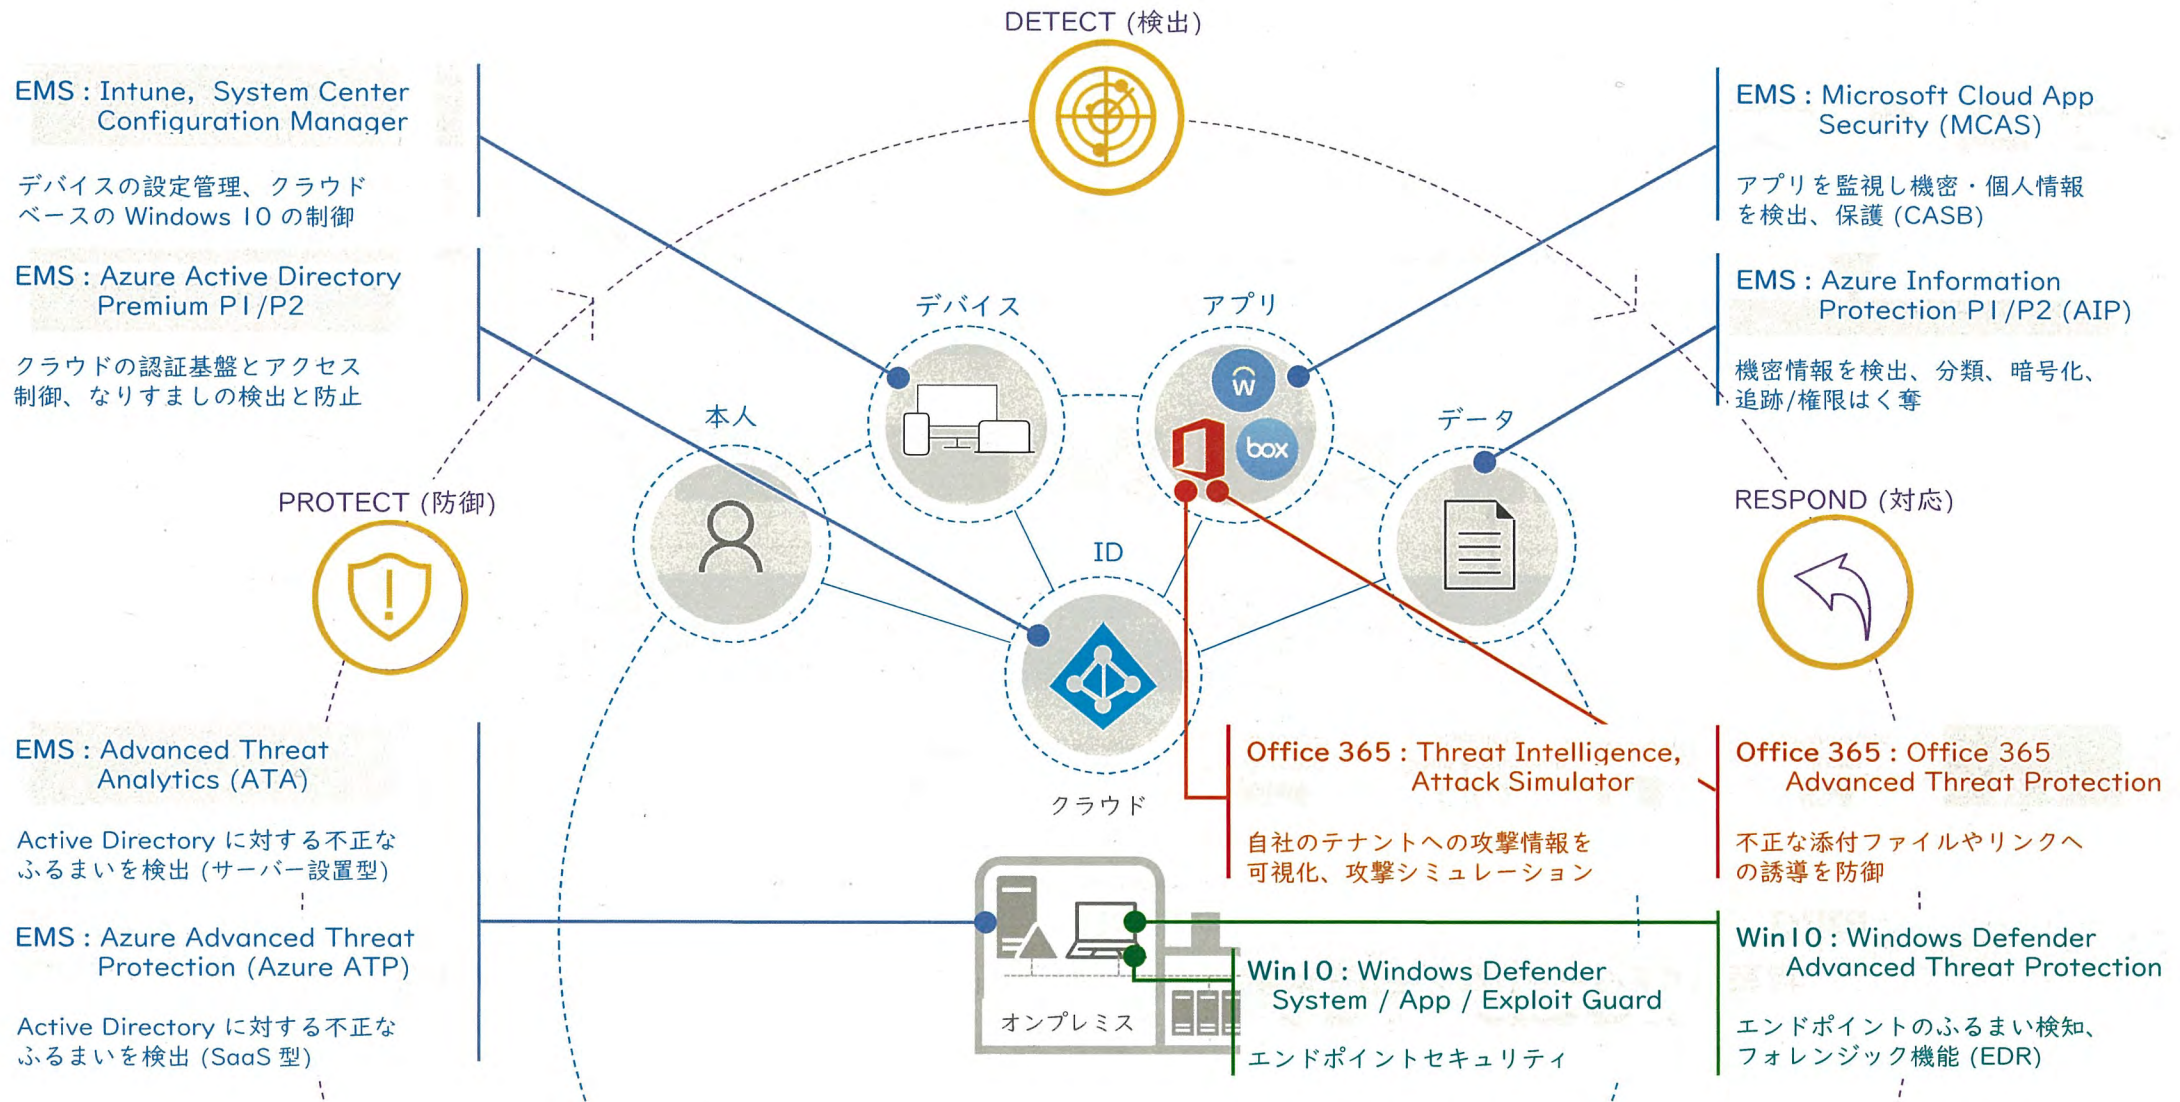 DETECT (検出)
EMS : Intune, System Center
Configuration Manager
デバイスの設定管理、クラウド
ベースの Windows 10 の制御
EMS : Azure Active Directory
Premium P1/P2
クラウドの認証基盤とアクセス
制御、なりすましの検出と防止
EMS : Microsoft Cloud App
Security (MCAS)
アプリを監視し機密・個人情報
を検出、保護 (CASB)
EMS : Azure Information
Protection P1/P2 (AIP)
機密情報を検出、分類、暗号化、
追跡/権限はく奪
デバイス
アプリ
w
box
本人
データ
PROTECT (防御)
RESPOND (対応)
ID
クラウド
EMS : Advanced Threat
Analytics (ATA)
Active Directory に対する不正な
ふるまいを検出 (サーバー設置型)
EMS : Azure Advanced Threat
Protection (Azure ATP)
Active Directory に対する不正な
ふるまいを検出 (SaaS 型)
オンプレミス
Office 365 : Threat Intelligence,
Attack Simulator
自社のテナントへの攻撃情報を
可視化、攻撃シミュレーション
Office 365 : Office 365
Advanced Threat Protection
不正な添付ファイルやリンクへ
の誘導を防御
Win10 : Windows Defender
System / App / Exploit Guard
エンドポイントセキュリティ
Win10 : Windows Defender
Advanced Threat Protection
エンドポイントのふるまい検知、
フォレンジック機能 (EDR)